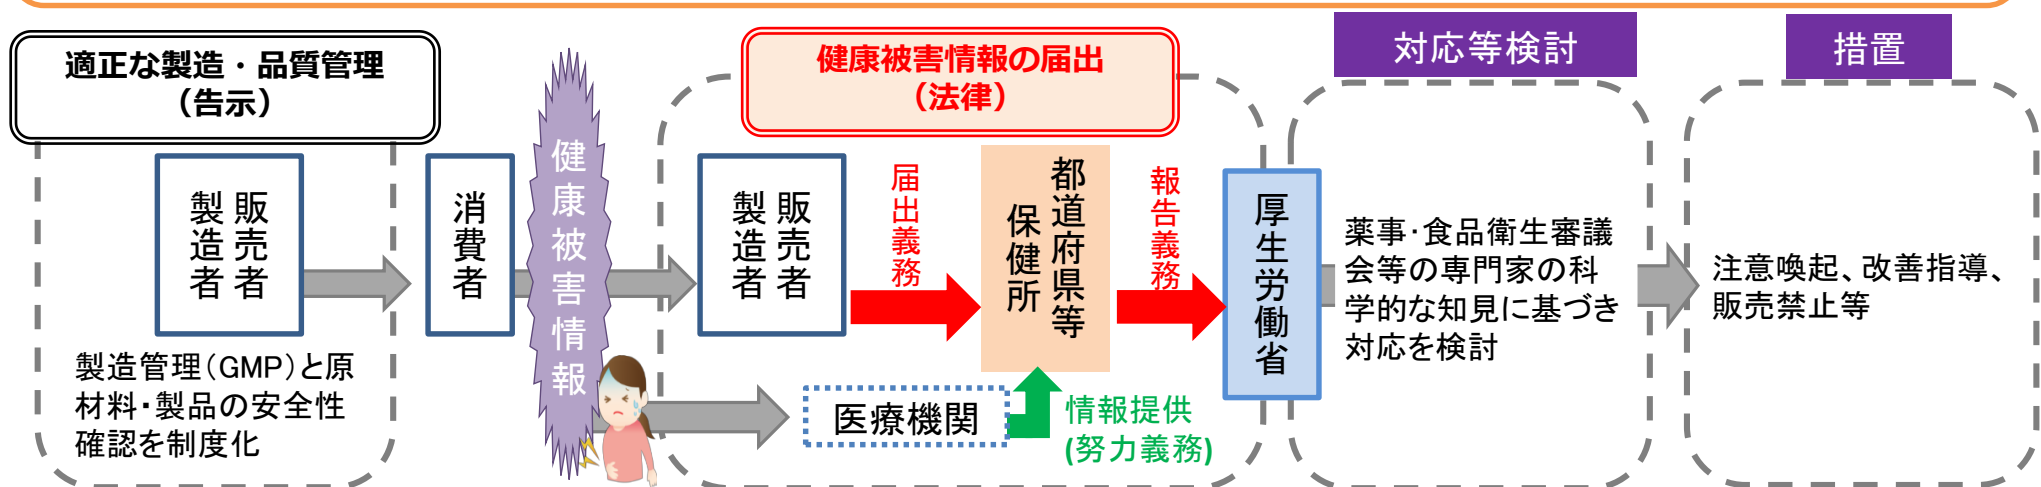 適正な製造・品質管理
（告示）
販売者
製造者
製造管理（GMP）と原
材料・製品の安全性
確認を制度化
消費者
健康被害情報
健康被害情報の届出
（法律）
販売者
製造者
届出義務
都道府県等
保健所
報告義務
医療機関
情報提供
(努力義務)
厚生労働省
対応等検討
薬事・食品衛生審議
会等の専門家の科
学的な知見に基づき
対応を検討
措置
注意喚起、改善指導、
販売禁止等